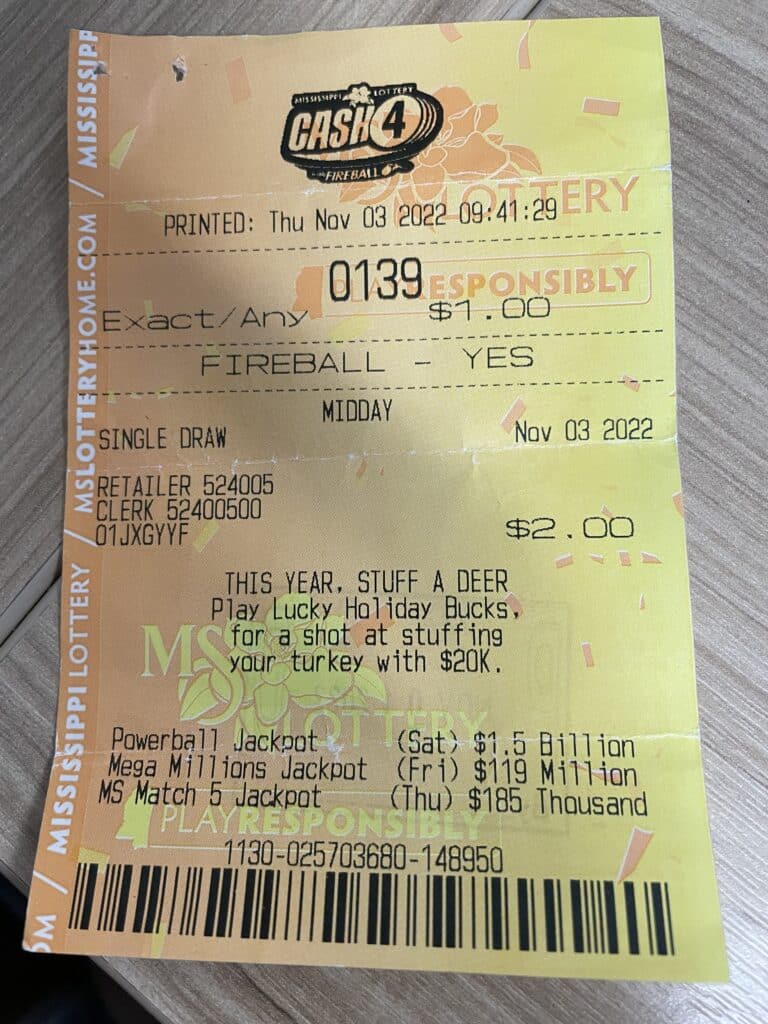 MISSISSIPPI LOTTERY
CASH 4
FIREBALL
LOTTERY
PRINTED: Thu Nov 03 2022 09:41:29
0139
RESPONSIBLY
Exact/Any $1.00
FIREBALL - YES
MIDDAY
SINGLE DRAW Nov 03 2022
RETAILER 524005
CLERK 52400500
01JXGYYF
$2.00
THIS YEAR, STUFF A DEER
Play Lucky Holiday Bucks,
for a shot at stuffing
your turkey with $20K.
MS
LOTTERY
Powerball Jackpot (Sat) $1.5 Billion
Mega Millions Jackpot (Fri) $119 Million
MS Match 5 Jackpot (Thu) $185 Thousand
PLAY RESPONSIBLY
1130-025703680-148950
OM / MISSISSIPPI LOTTERY / MSLOTTERYHOME.COM / MISSISSIPP